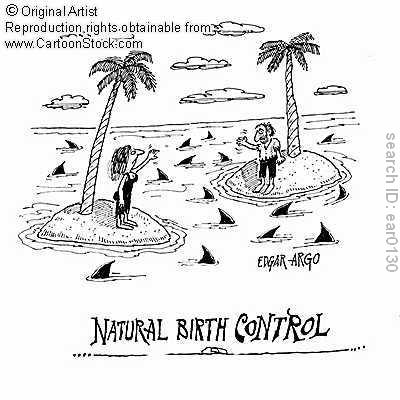 © Original Artist
Reproduction rights obtainable from
www.CartoonStock.com
search ID: ear0130
EDGAR ARGO
NATURAL BIRTH CONTROL